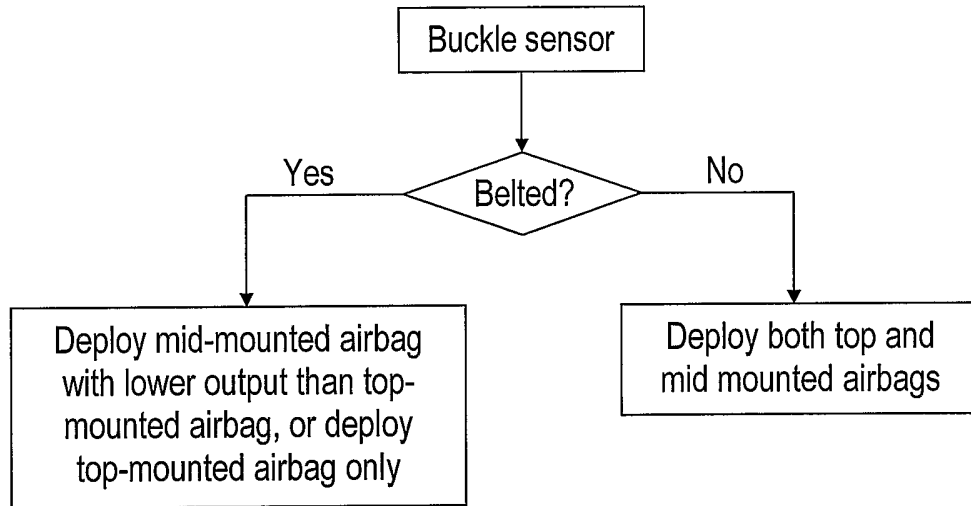 Buckle sensor
Yes
Belted?
No
Deploy mid-mounted airbag
with lower output than top-
mounted airbag, or deploy
top-mounted airbag only
Deploy both top and
mid mounted airbags